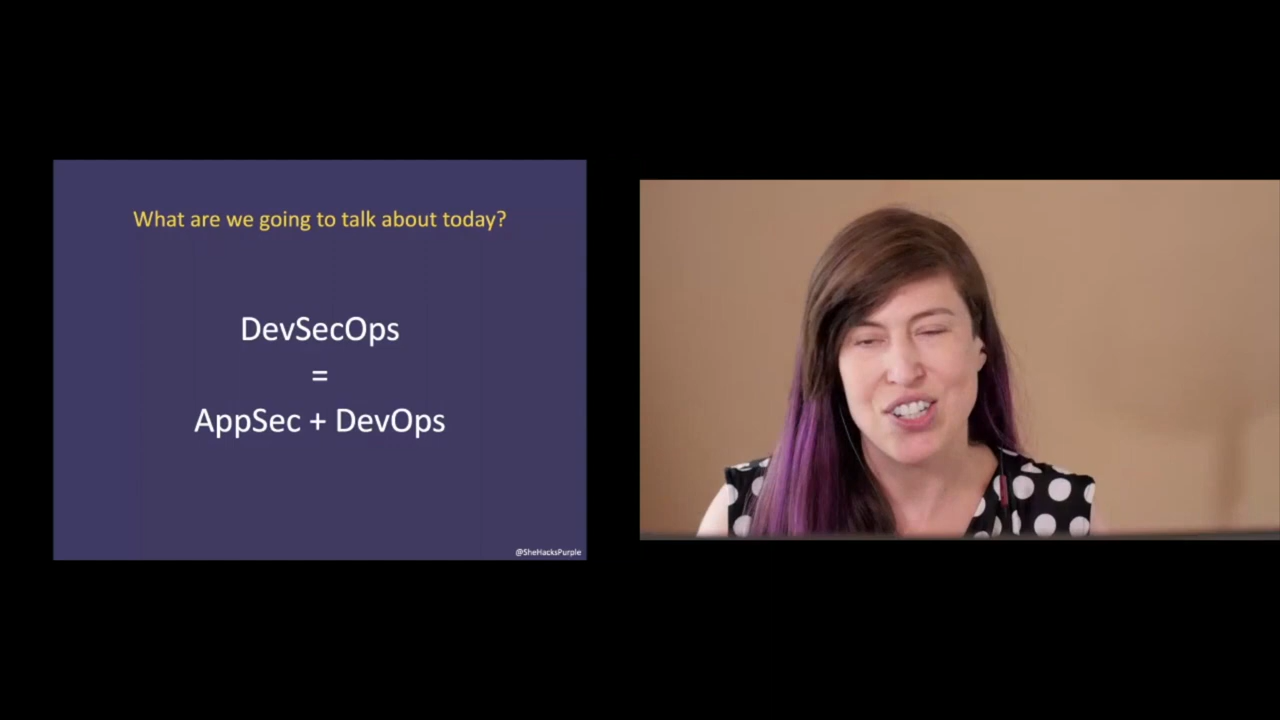 What are we going to talk about today?
DevSecOps
=
AppSec + DevOps
@SheHacksPurple